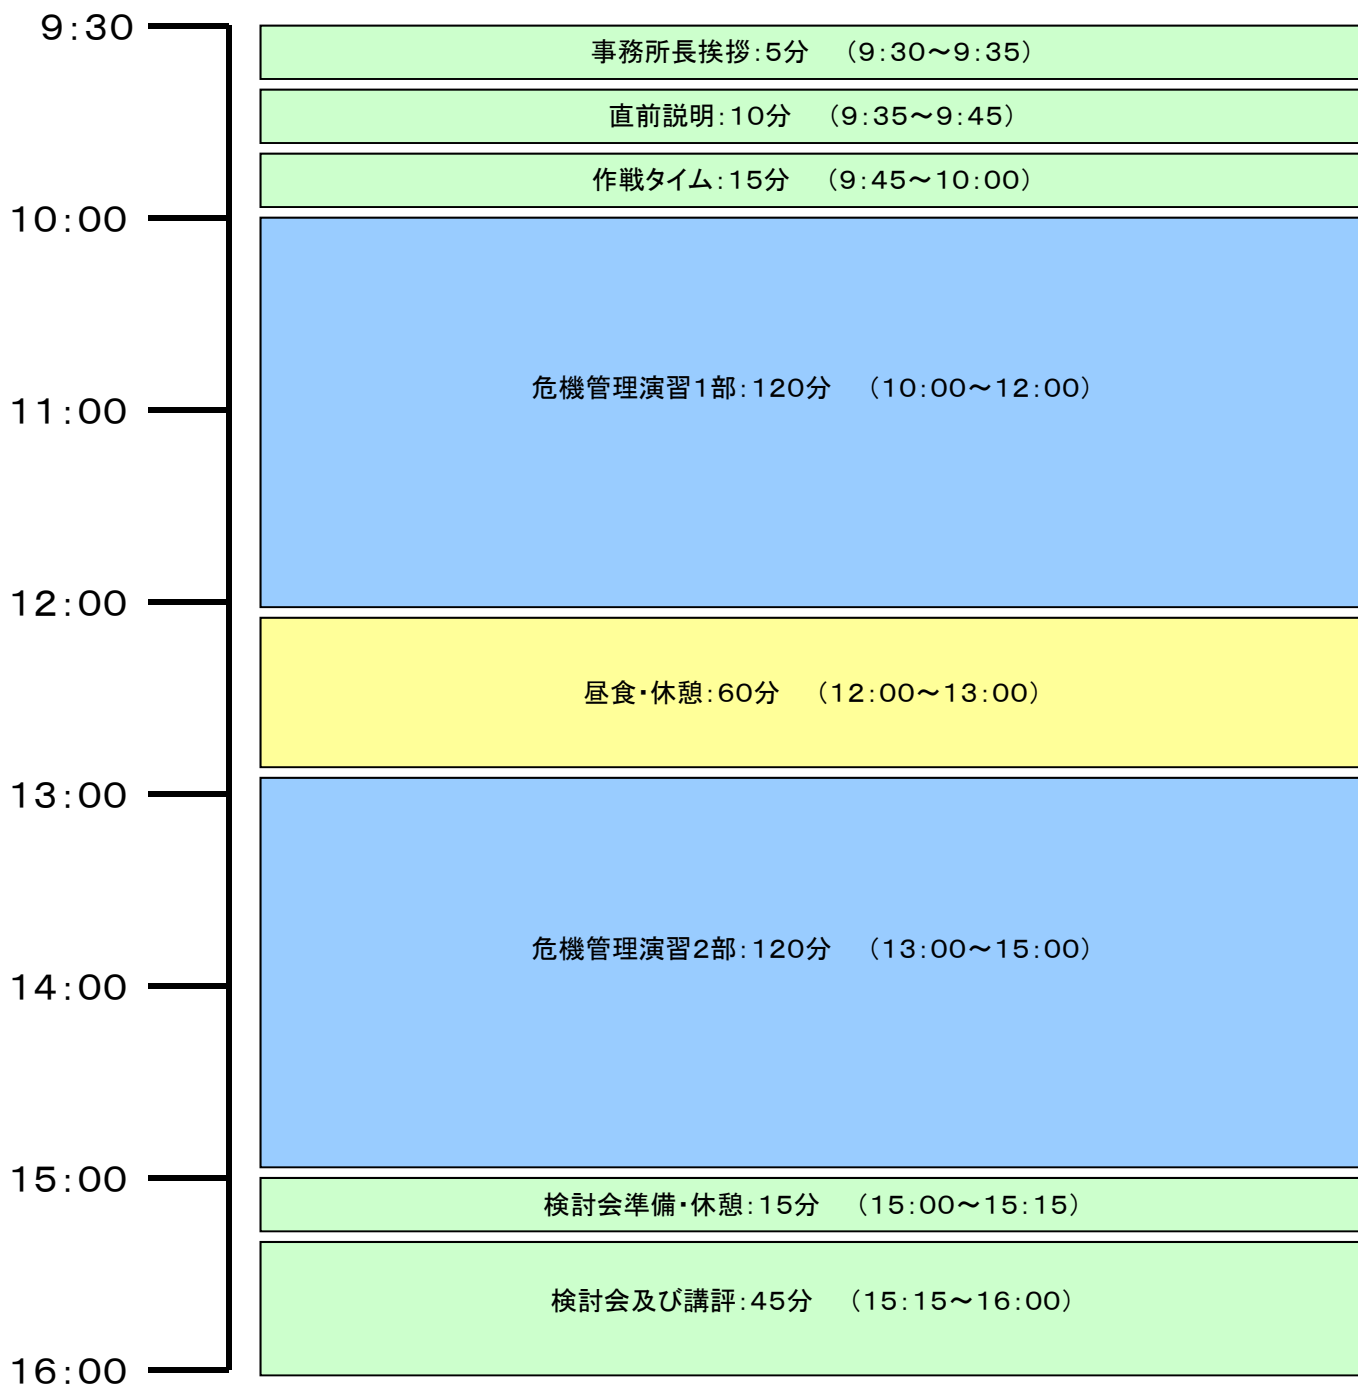 9:30
事務所長挨拶:5分　(9:30～9:35)
直前説明:10分　(9:35～9:45)
作戦タイム:15分　(9:45～10:00)
10:00
危機管理演習1部:120分　(10:00～12:00)
11:00
12:00
昼食・休憩:60分　(12:00～13:00)
13:00
危機管理演習2部:120分　(13:00～15:00)
14:00
15:00
検討会準備・休憩:15分　(15:00～15:15)
検討会及び講評:45分　(15:15～16:00)
16:00